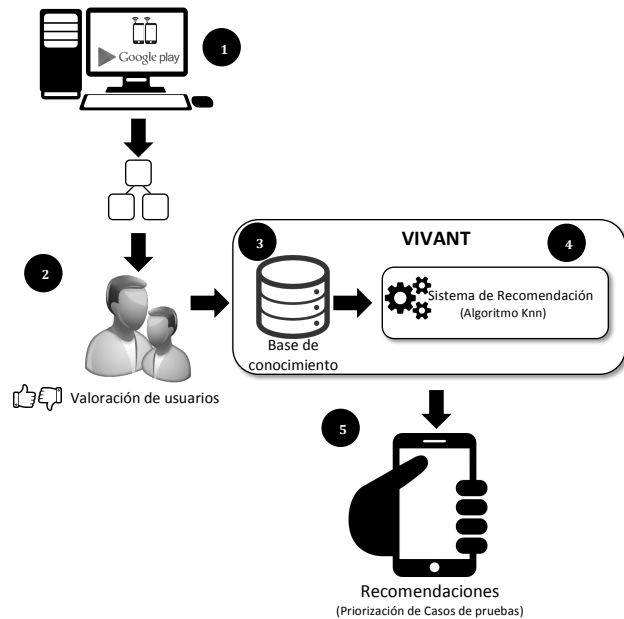 1
Google play
2
Valoración de usuarios
VIVANT
3
4
Base de
conocimiento
Sistema de Recomendación
(Algoritmo Knn)
5
Recomendaciones
(Priorización de Casos de pruebas)